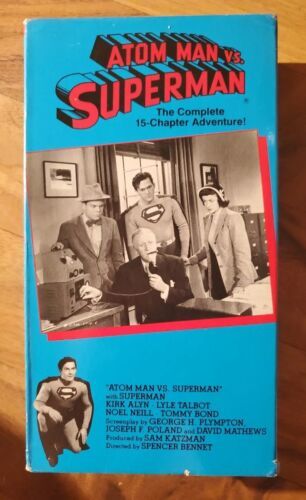 ATOM MAN VS.
SUPERMAN®
The Complete
15-Chapter Adventure!
"ATOM MAN VS. SUPERMAN"
with SUPERMAN
KIRK ALYN · LYLE TALBOT
NOEL NEILL · TOMMY BOND
Screenplay by GEORGE H. PLYMPTON,
JOSEPH F. POLAND and DAVID MATHEWS
Produced by SAM KATZMAN
Directed by SPENCER BENNET